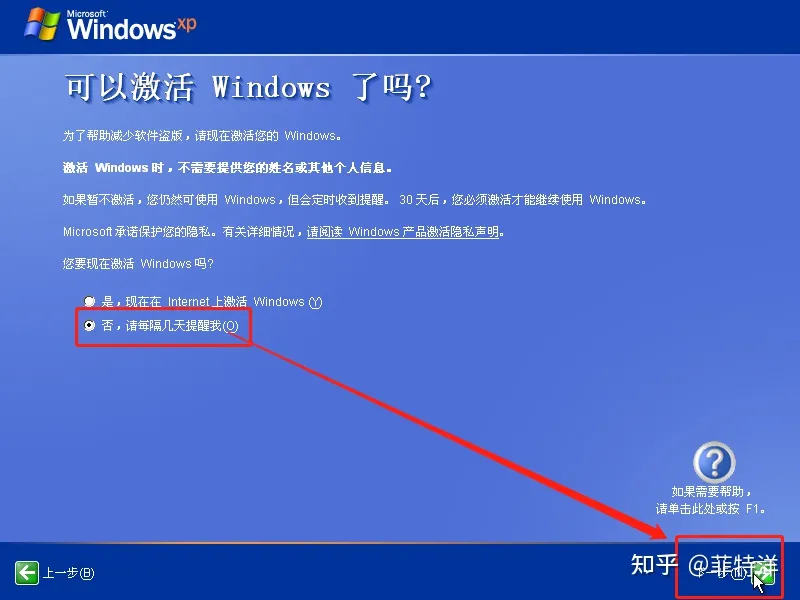 Microsoft®
Windows xp
可以激活 Windows 了吗?
为了帮助减少软件盗版,请现在激活您的 Windows。
激活 Windows 时,不需要提供您的姓名或其他个人信息。
如果暂不激活,您仍然可使用 Windows,但会定时收到提醒。 30 天后,您必须激活才能继续使用 Windows。
Microsoft 承诺保护您的隐私。有关详细情况,请阅读 Windows 产品激活隐私声明。
您要现在激活 Windows 吗?
是,现在在 Internet 上激活 Windows (Y)
否,请每隔几天提醒我(O)
如果需要帮助,
请单击此处或按 F1。
上一步(B)
知乎 @菲特洋